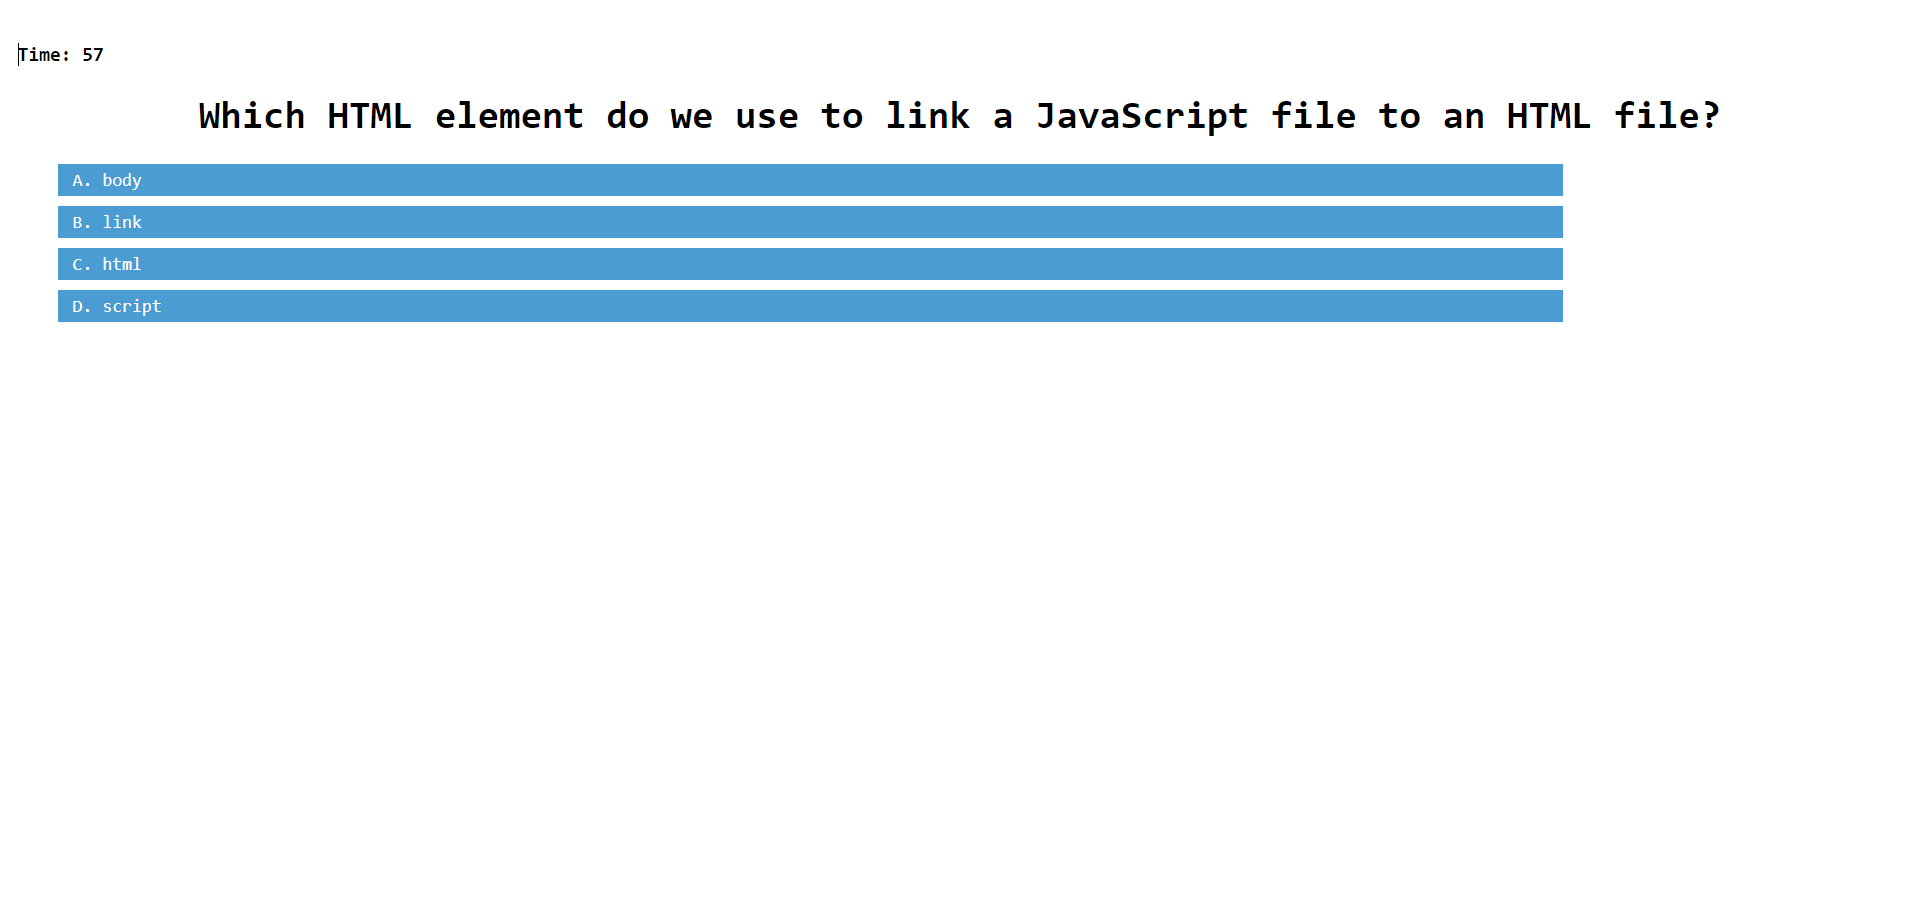 Time: 57
Which HTML element do we use to link a JavaScript file to an HTML file?
A. body
B. link
C. html
D. script